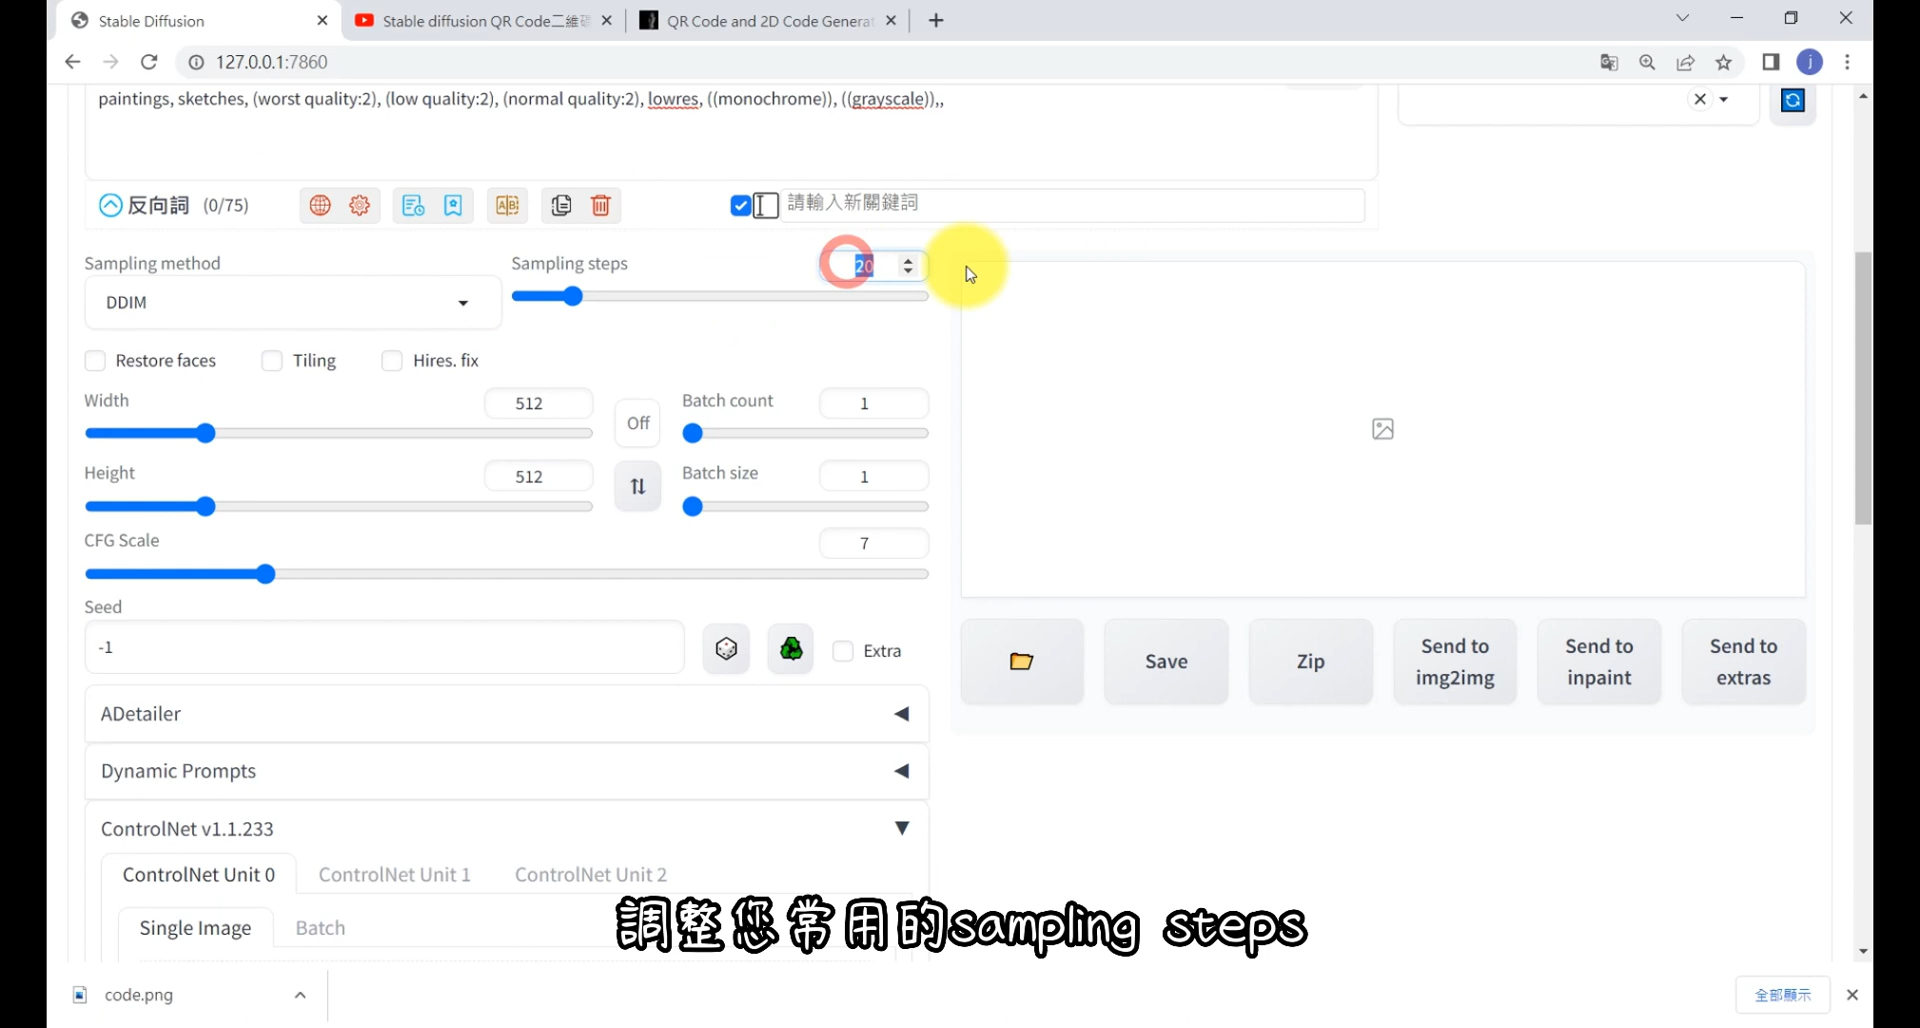 Stable Diffusion
Stable diffusion QR Code二維碼
QR Code and 2D Code Generat
127.0.0.1:7860
j
paintings, sketches, (worst quality:2), (low quality:2), (normal quality:2), lowres, ((monochrome)), ((grayscale)),,
反向詞 (0/75)
請輸入新關鍵詞
Sampling method
Sampling steps
20
DDIM
Restore faces
Tiling
Hires. fix
Width
512
Off
Batch count
1
Height
512
Batch size
1
CFG Scale
7
Seed
-1
Extra
Save
Zip
Send to img2img
Send to inpaint
Send to extras
ADetailer
Dynamic Prompts
ControlNet v1.1.233
ControlNet Unit 0
ControlNet Unit 1
ControlNet Unit 2
Single Image
Batch
調整您常用的sampling steps
code.png
全部顯示